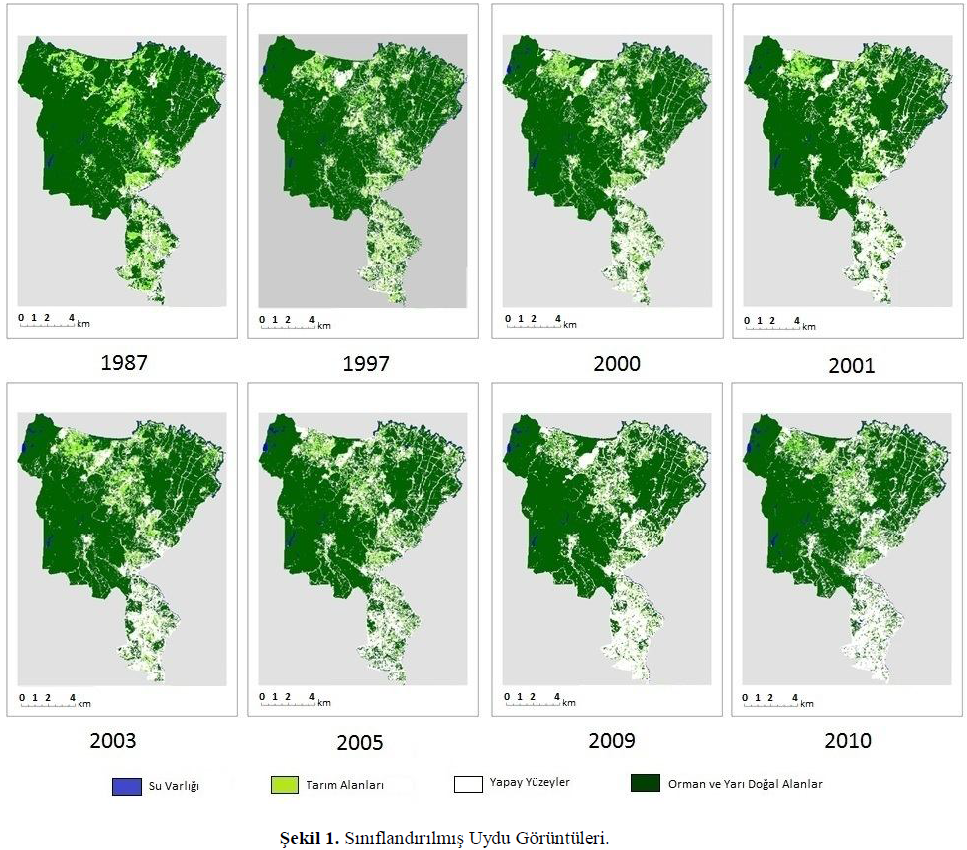 0 1 2 4 km
0 1 2 4 km
0 1 2 4 km
0 1 2 4 km
1987
1997
2000
2001
0 1 2 4 km
0 1 2 4 km
0 1 2 4 km
0 1 2 4 km
2003
2005
2009
2010
Su Varlığı
Tarım Alanları
Yapay Yüzeyler
Orman ve Yarı Doğal Alanlar
Şekil 1. Sınıflandırılmış Uydu Görüntüleri.